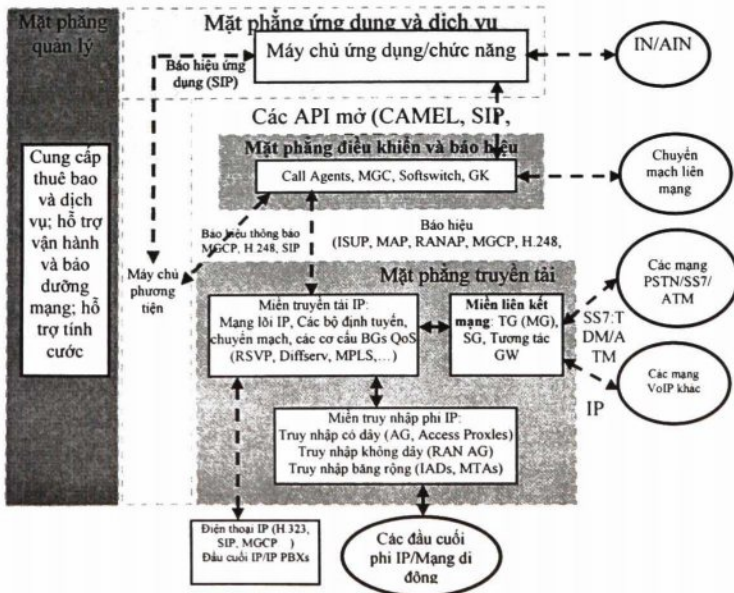 Mặt phẳng
quản lý
Mặt phẳng ứng dụng và dịch vụ
Báo hiệu ứng
dụng (SIP)
Máy chủ ứng dụng/chức năng
IN/AIN
Các API mở (CAMEL, SIP,
Mặt phẳng điều khiển và báo hiệu
Call Agents, MGC, Softswitch, GK
Chuyển
mạch liên
mạng
Cung cấp
thuê bao
và dịch
vụ; hỗ trợ
vận hành
và bảo
dưỡng
mạng; hỗ
trợ tính
cước
Báo hiệu thông báo
MGCP, H 248, SIP
Báo hiệu
(ISUP, MAP, RANAP, MGCP, H.248,
Máy chủ
phương
tiện
Mặt phẳng truyền tải
Miền truyền tải IP:
Mạng lõi IP, Các bộ định tuyến,
chuyển mạch, các cơ cấu BGs QoS
(RSVP, Diffserv, MPLS,…)
Miền liên kết
mạng: TG (MG),
SG, Tương tác
GW
SS7:T
DM/A
TM
Các mạng
PSTN/SS7/
ATM
IP
Các mạng
VoIP khác
Miền truy nhập phi IP:
Truy nhập có dây (AG, Access Proxles)
Truy nhập không dây (RAN AG)
Truy nhập băng rộng (IADs, MTAs)
Điện thoại IP (H 323,
SIP, MGCP )
Đầu cuối IP/IP PBXs
Các đầu cuối
phi IP/Mạng di
động